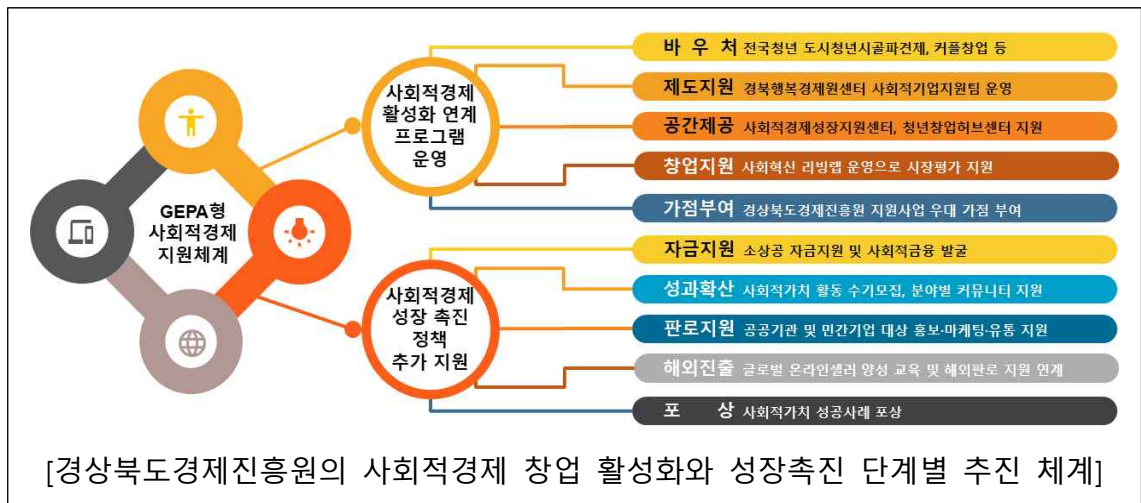 GEPA형
사회적경제
지원체계
사회적경제
활성화 연계
프로그램
운영
바 우 처 전국청년 도시청년시골파견제, 커플창업 등
제도지원 경북행복경제원센터 사회적기업지원팀 운영
공간제공 사회적경제성장지원센터, 청년창업허브센터 지원
창업지원 사회혁신 리빙랩 운영으로 시장평가 지원
가점부여 경상북도경제진흥원 지원사업 우대 가점 부여
사회적경제
성장 촉진
정책
추가 지원
자금지원 소상공 자금지원 및 사회적금융 발굴
성과확산 사회적가치 활동 수기모집, 분야별 커뮤니티 지원
판로지원 공공기관 및 민간기업 대상 홍보·마케팅·유통 지원
해외진출 글로벌 온라인셀러 양성 교육 및 해외판로 지원 연계
포 상 사회적가치 성공사례 포상
[경상북도경제진흥원의 사회적경제 창업 활성화와 성장촉진 단계별 추진 체계]